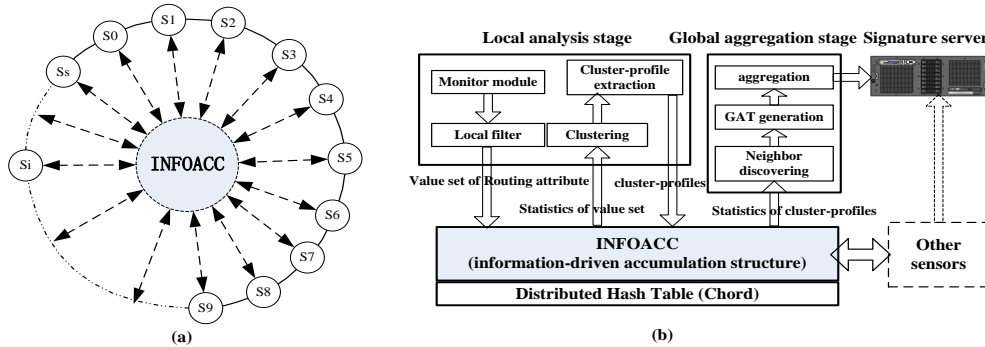 S1
S2
S0
S3
Ss
S4
INFOACC
S5
Si
S6
S7
S8
S9
(a)
Local analysis stage
Global aggregation stage
Signature server
Monitor module
Cluster-profile
extraction
aggregation
Local filter
Clustering
GAT generation
Neighbor
discovering
Value set of Routing attribute
cluster-profiles
Statistics of value set
Statistics of cluster-profiles
INFOACC
(information-driven accumulation structure)
Other
sensors
Distributed Hash Table (Chord)
(b)